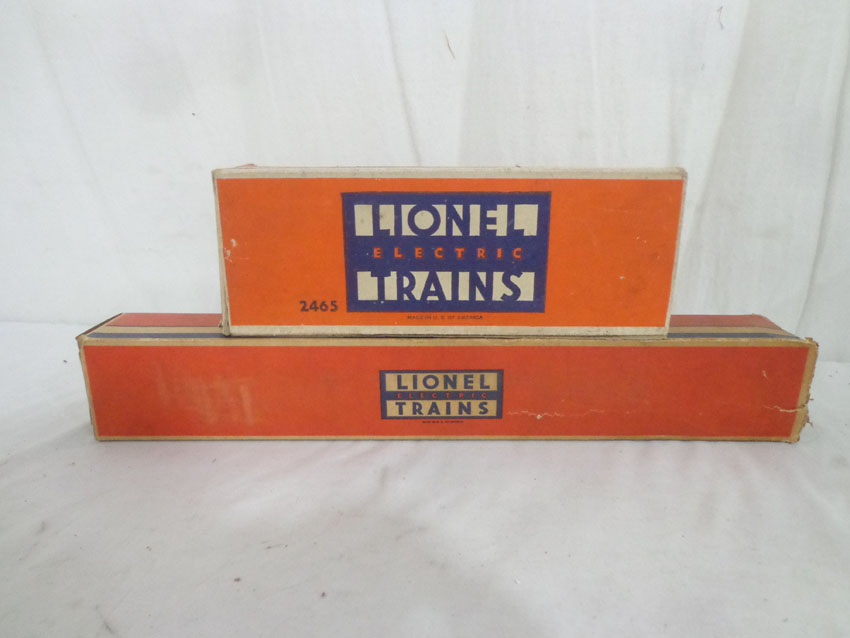 LIONEL
ELECTRIC
TRAINS
2465
MADE IN U. S. OF AMERICA
LIONEL
ELECTRIC
TRAINS